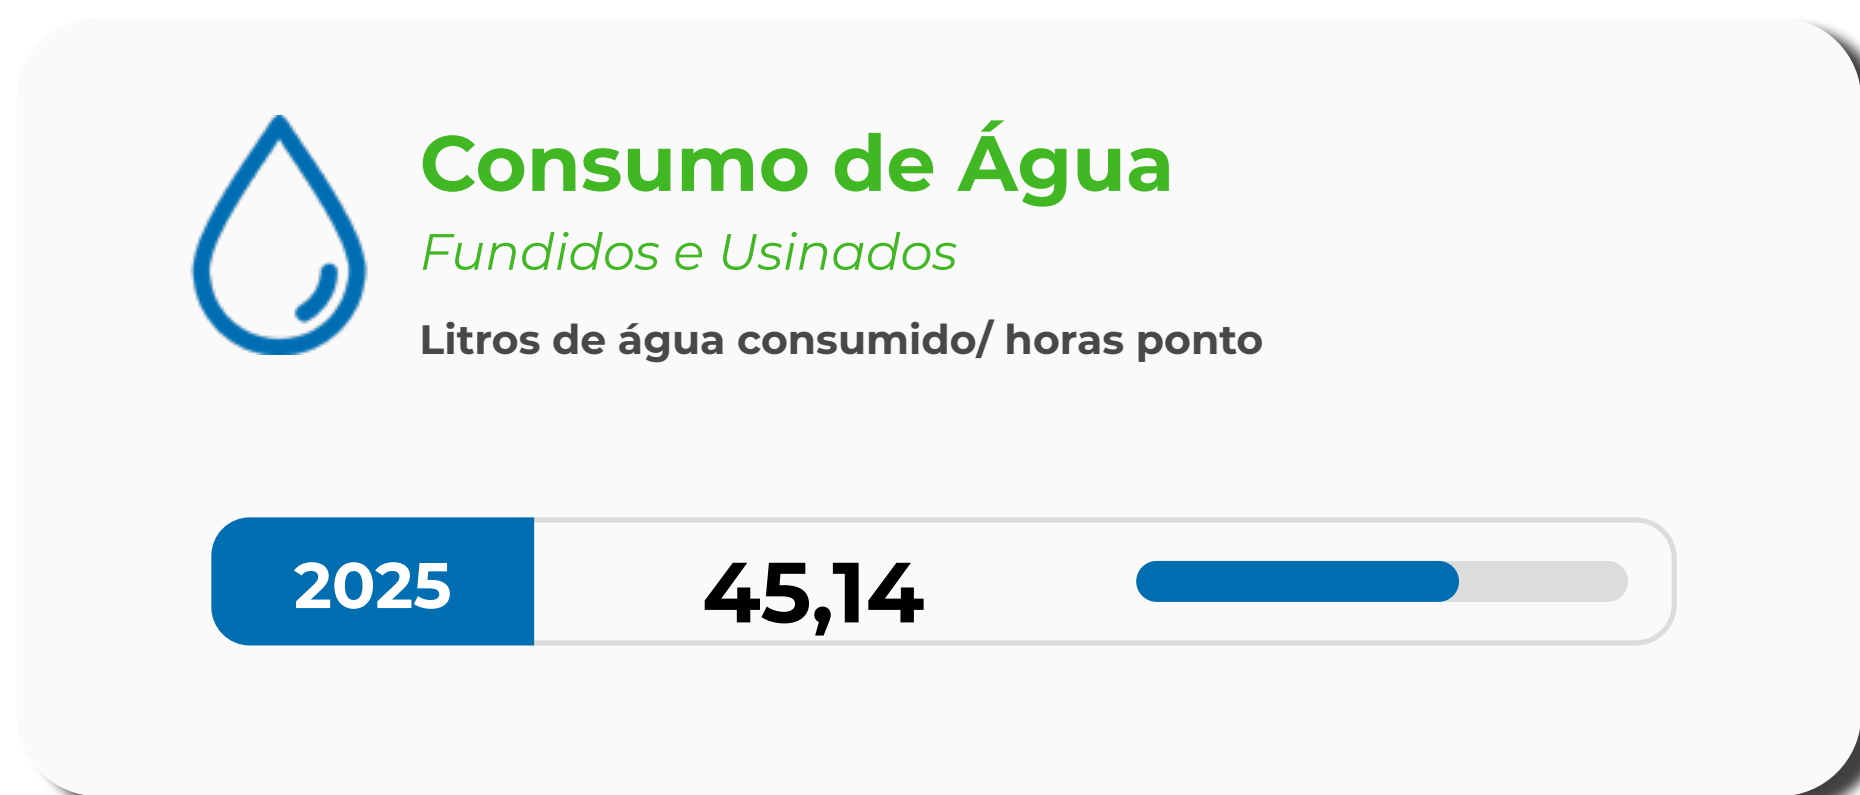 Consumo de Água
Fundidos e Usinados
Litros de água consumido/ horas ponto
2025
45,14